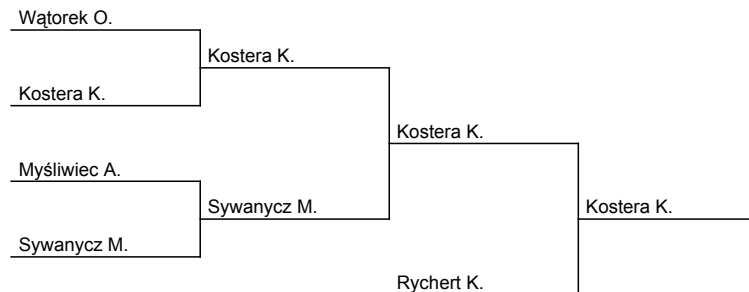 Wątorek O.
Kostera K.
Kostera K.
Kostera K.
Myśliwiec A.
Sywanycz M.
Kostera K.
Sywanycz M.
Rychert K.